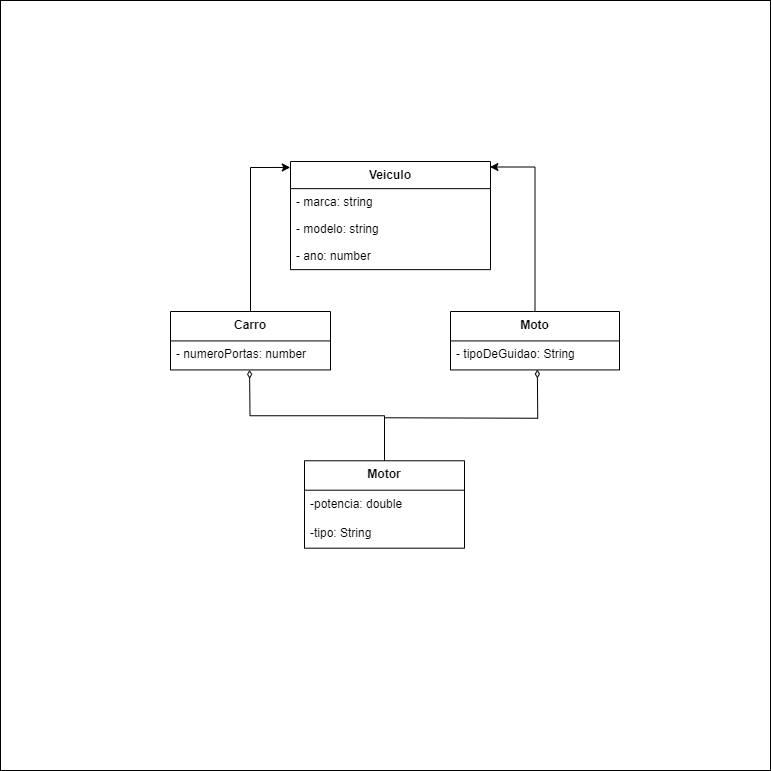 Veiculo
- marca: string
- modelo: string
- ano: number
Carro
- numeroPortas: number
Moto
- tipoDeGuidao: String
Motor
-potencia: double
-tipo: String